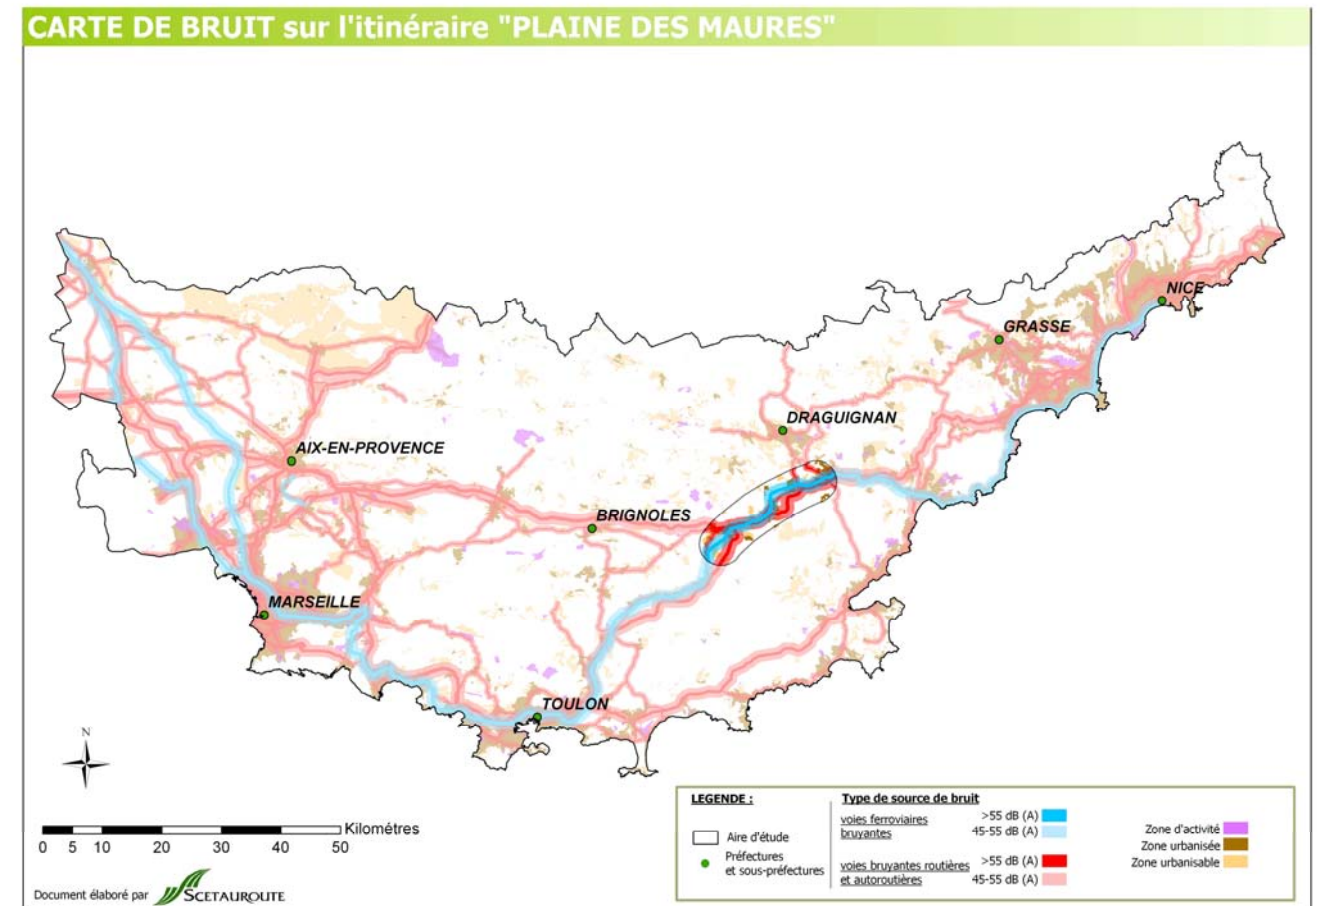 CARTE DE BRUIT sur l'itinéraire "PLAINE DES MAURES"
NICE
GRASSE
DRAGUIGNAN
AIX-EN-PROVENCE
BRIGNOLES
MARSEILLE
TOULON
N
Kilométres
0 5 10 20 30 40 50
Document élaboré par SCETAUROUTE
LEGENDE :
Aire d'étude
Préfectures
et sous-préfectures
Type de source de bruit
voies ferroviaires
bruyantes
>55 dB (A)
45-55 dB (A)
voies bruyantes routières
et autoroutières
>55 dB (A)
45-55 dB (A)
Zone d'activité
Zone urbanisée
Zone urbanisable